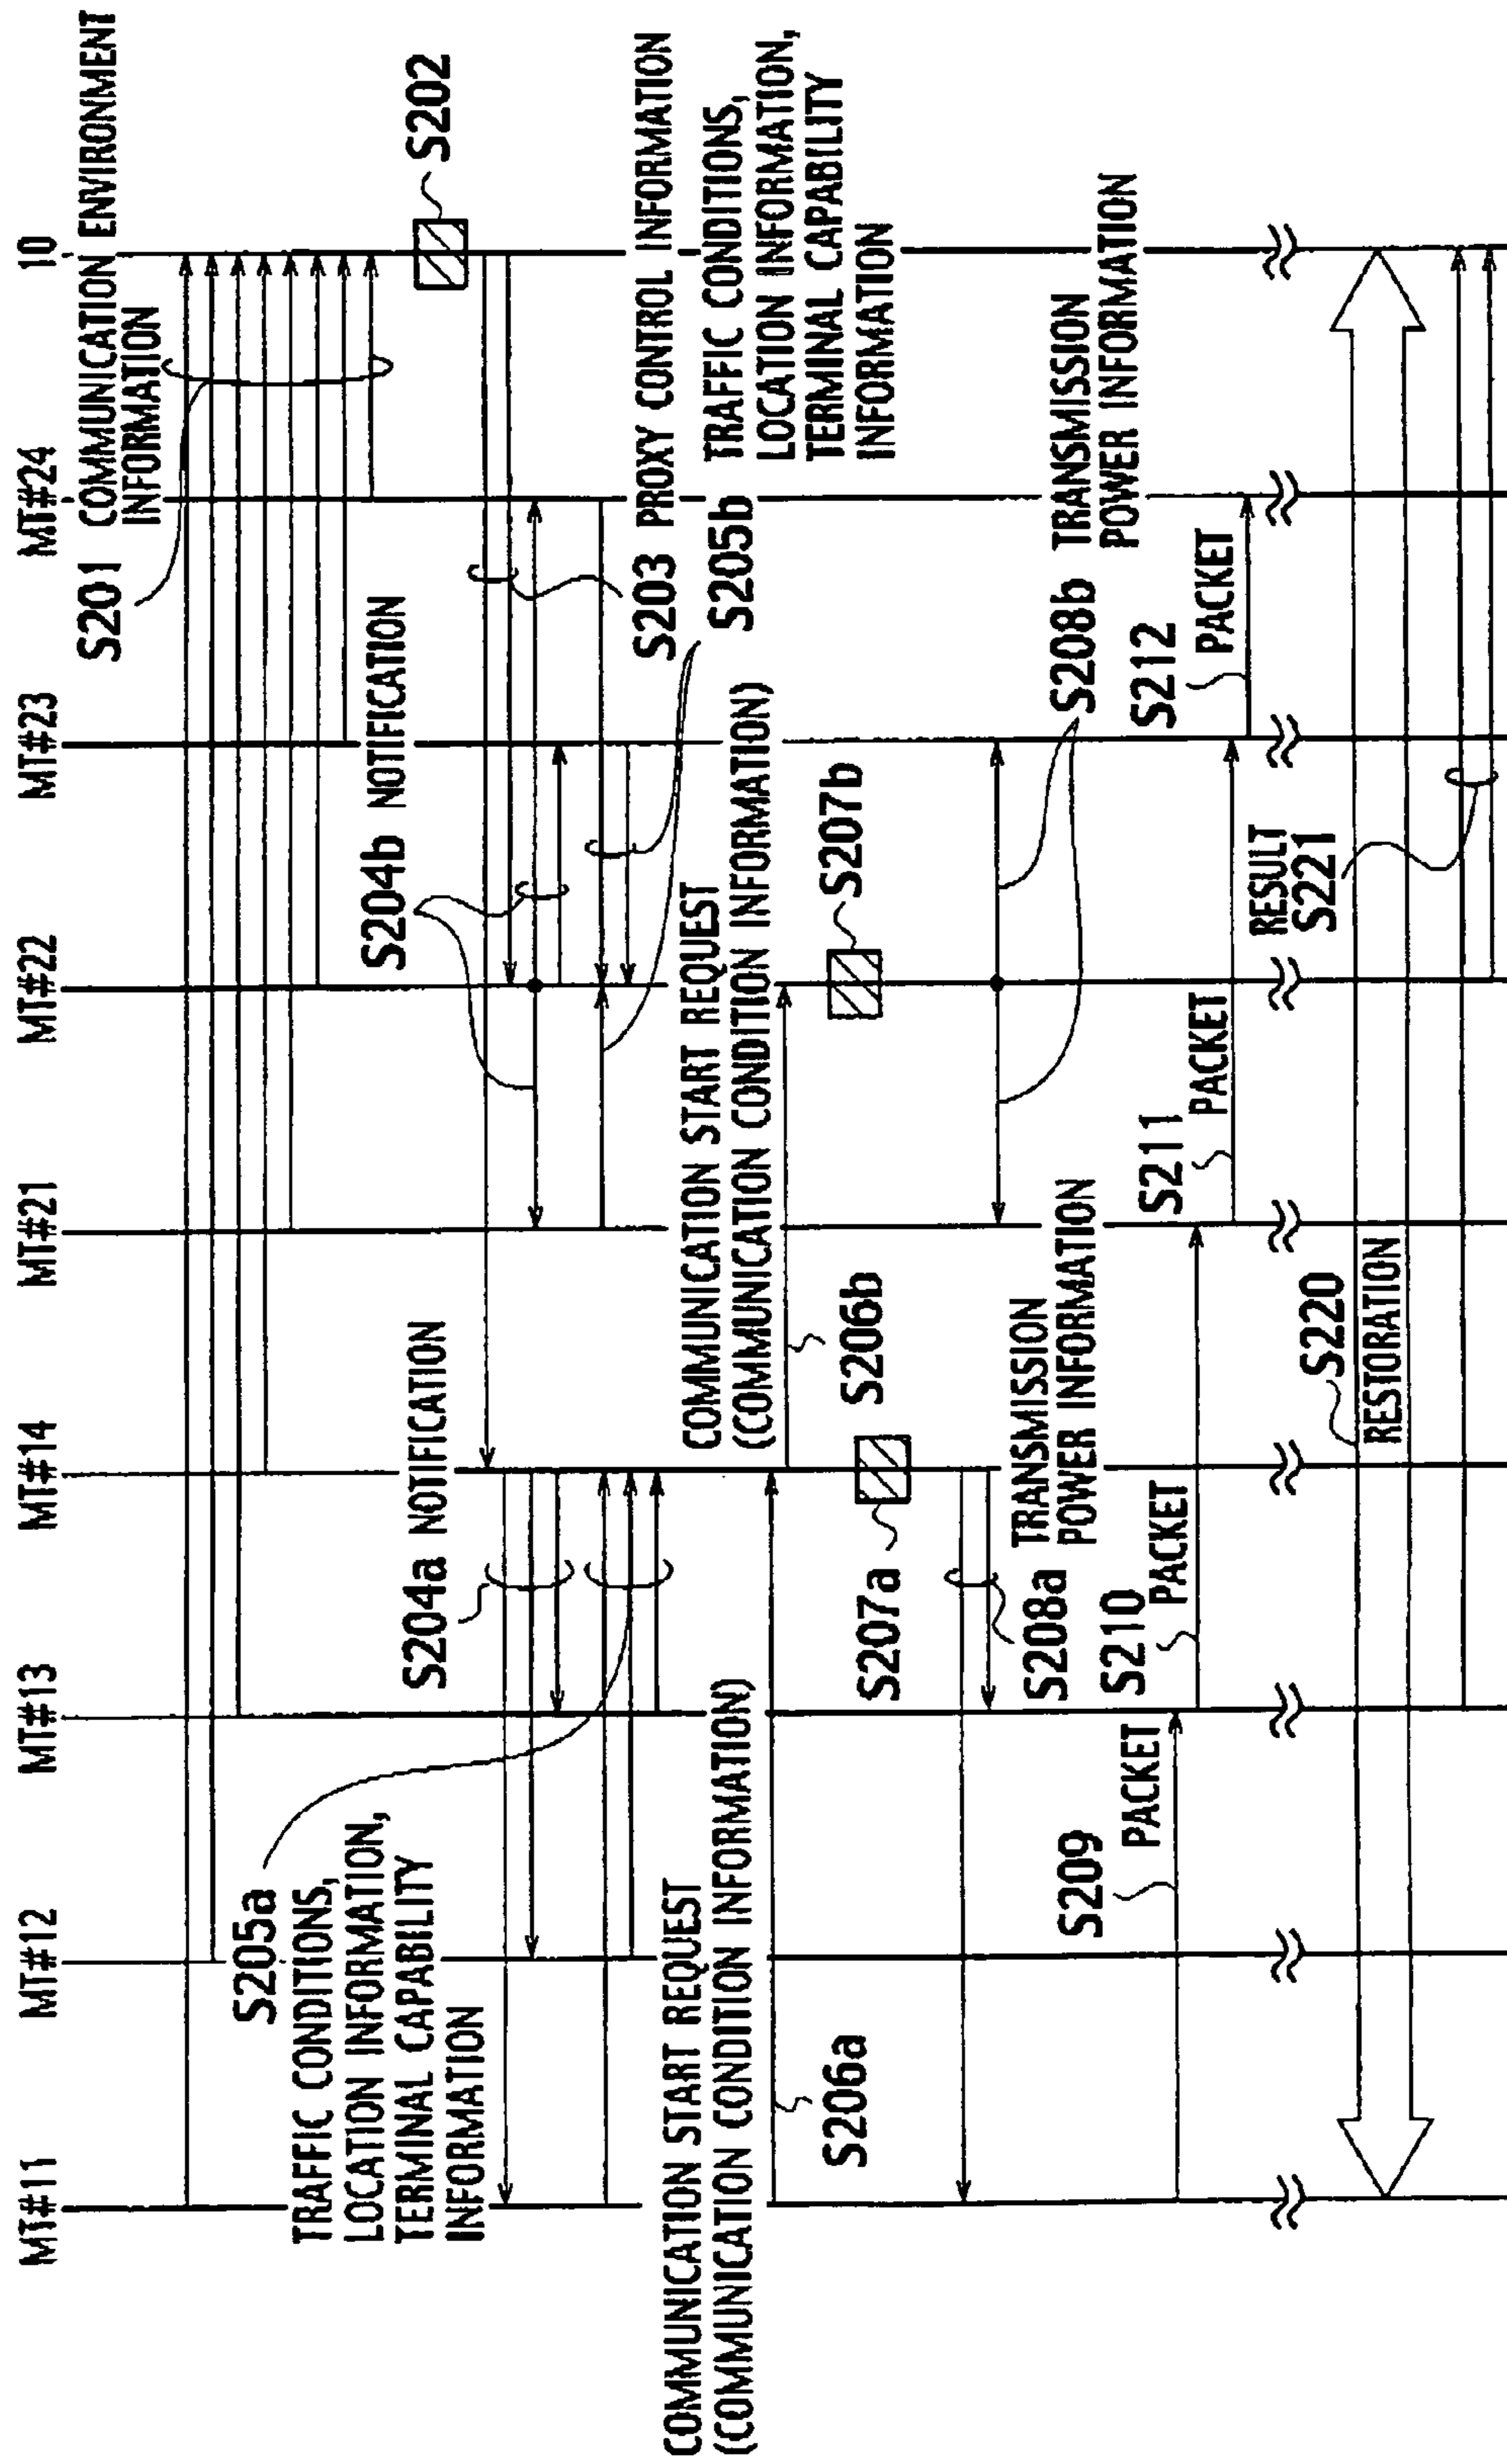 MT#11
MT#12
MT#13
MT#14
MT#21
MT#22
MT#23
MT#24
10
S201 COMMUNICATION ENVIRONMENT
INFORMATION
S202
S204a NOTIFICATION
S204b NOTIFICATION
S203 PROXY CONTROL INFORMATION
S205a
TRAFFIC CONDITIONS,
LOCATION INFORMATION,
TERMINAL CAPABILITY
INFORMATION
S205b
TRAFFIC CONDITIONS,
LOCATION INFORMATION,
TERMINAL CAPABILITY
INFORMATION
COMMUNICATION START REQUEST
(COMMUNICATION CONDITION INFORMATION)
S206a
COMMUNICATION START REQUEST
(COMMUNICATION CONDITION INFORMATION)
S206b
S207a
S207b
S208a
TRANSMISSION
POWER INFORMATION
S208b
TRANSMISSION
POWER INFORMATION
S209
PACKET
S210
PACKET
S211
PACKET
S212
PACKET
S220
RESTORATION
RESULT
S221